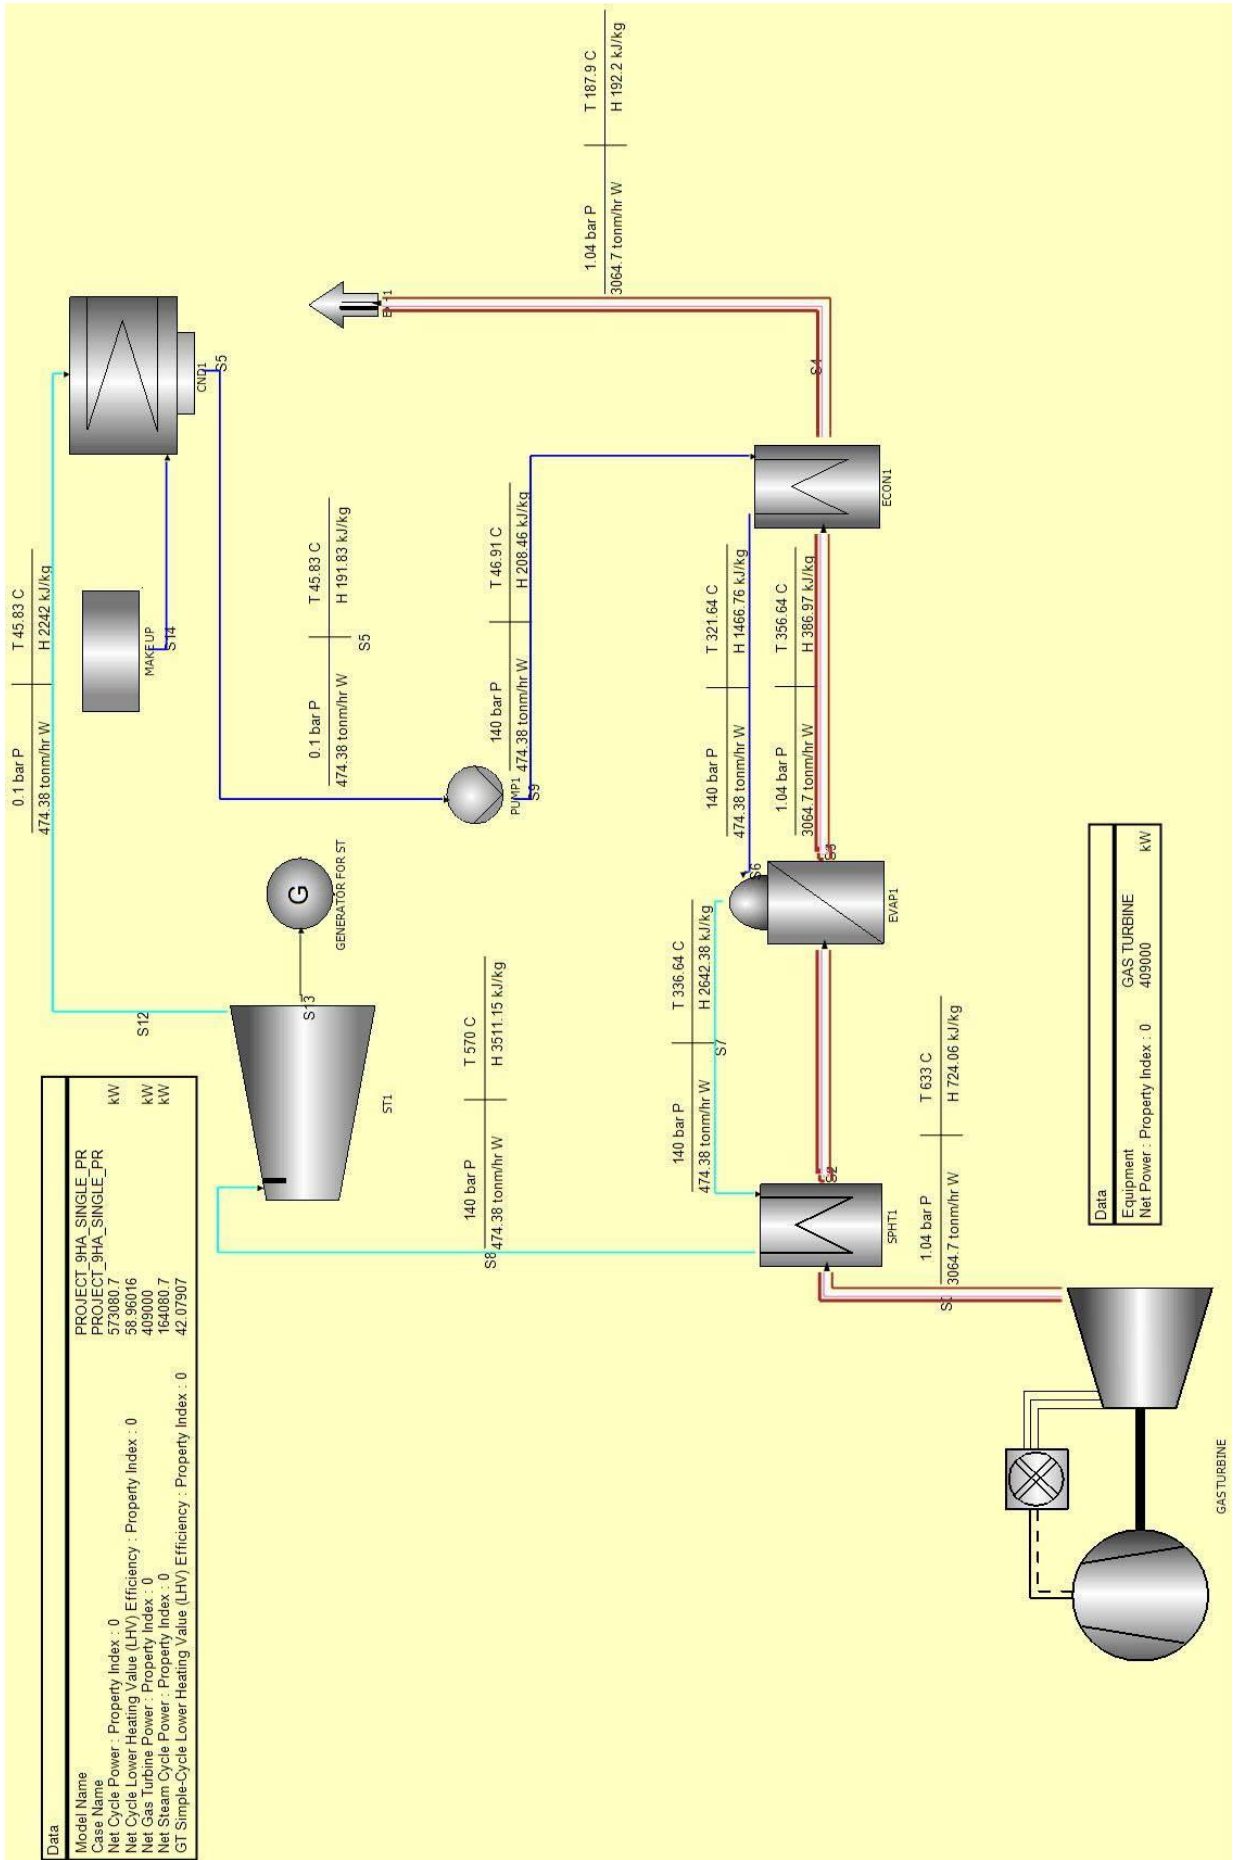 Data
Model Name PROJECT_9HA_SINGLE_PR
Case Name PROJECT_9HA_SINGLE_PR
Net Cycle Power : Property Index : 0 573080.7 kW
Net Cycle Lower Heating Value (LHV) Efficiency : Property Index : 0 58.96016
Net Gas Turbine Power : Property Index : 0 409000 kW
Net Steam Cycle Power : Property Index : 0 164080.7 kW
GT Simple-Cycle Lower Heating Value (LHV) Efficiency : Property Index : 0 42.07907
0.1 bar P T 45.83 C
474.38 tonm/hr W H 2242 kJ/kg
MAKEUP
S14
CND1
S5
S12
S13
GENERATOR FOR ST
G
ST1
0.1 bar P T 45.83 C
474.38 tonm/hr W H 191.83 kJ/kg
S5
140 bar P T 570 C
474.38 tonm/hr W H 3511.15 kJ/kg
S8
140 bar P T 46.91 C
474.38 tonm/hr W H 208.46 kJ/kg
PUMP1
S9
1.04 bar P T 187.9 C
3064.7 tonm/hr W H 192.2 kJ/kg
140 bar P T 336.64 C
474.38 tonm/hr W H 2642.38 kJ/kg
S7
140 bar P T 321.64 C
474.38 tonm/hr W H 1466.76 kJ/kg
S6
1.04 bar P T 356.64 C
3064.7 tonm/hr W H 386.97 kJ/kg
S4
S3
S2
SPHT1
EVAP1
ECON1
1.04 bar P T 633 C
3064.7 tonm/hr W H 724.06 kJ/kg
GASTURBINE
Data
Equipment GAS TURBINE
Net Power : Property Index : 0 409000 kW